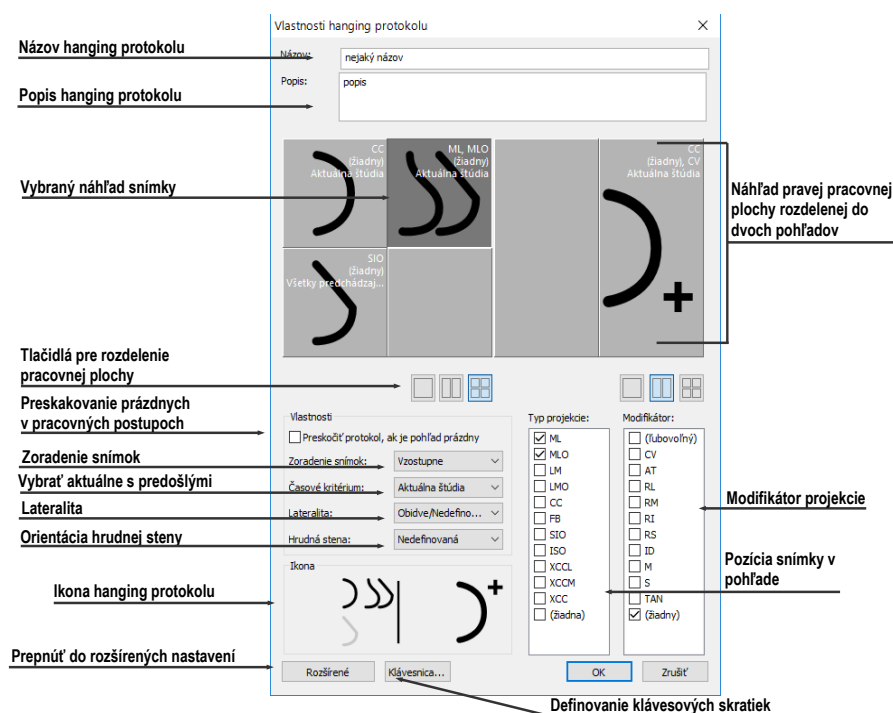 Vlastnosti hanging protokolu
Názov hanging protokolu
Názov:
nejaký názov
Popis hanging protokolu
Popis:
popis
Vybraný náhľad snímky
CC
(žiadny)
Aktuálna štúdia
ML, MLO
(žiadny)
Aktuálna štúdia
CC
(žiadny), CV
Aktuálna štúdia
Náhľad pravej pracovnej
plochy rozdelenej do
dvoch pohľadov
SIO
(žiadny)
Všetky predchádzaj...
Tlačidlá pre rozdelenie
pracovnej plochy
Preskakovanie prázdnych
v pracovných postupoch
Vlastnosti
Preskočiť protokol, ak je pohľad prázdny
Zoradenie snímok
Zoradenie snímok:
Vzostupne
Vybrať aktuálne s predošlými
Časové kritérium:
Aktuálna štúdia
Lateralita
Lateralita:
Obidve/Nedefino...
Orientácia hrudnej steny
Hrudná stena:
Nedefinovaná
Typ projekcie:
ML
MLO
LM
LMO
CC
FB
SIO
ISO
XCCL
XCCM
XCC
(žiadna)
Modifikátor:
(ľubovoľný)
CV
AT
RL
RM
RI
RS
ID
M
S
TAN
(žiadny)
Modifikátor projekcie
Pozícia snímky v
pohľade
Ikona
Ikona hanging protokolu
Prepnúť do rozšírených nastavení
Rozšírené
Klávesnica...
OK
Zrušiť
Definovanie klávesových skratiek